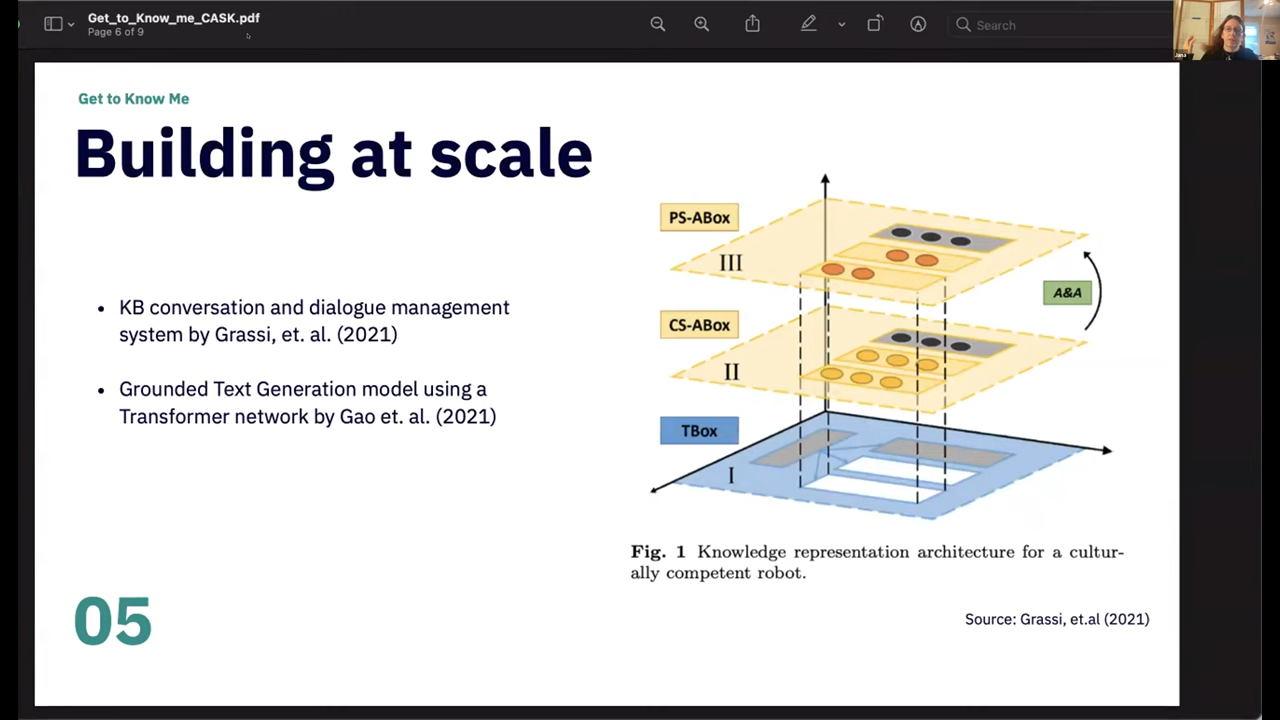 Get_to_Know_me_CASK.pdf
Page 6 of 9
Search
Jana
Get to Know Me
Building at scale
• KB conversation and dialogue management
system by Grassi, et. al. (2021)
• Grounded Text Generation model using a
Transformer network by Gao et. al. (2021)
PS-ABox
III
A&A
CS-ABox
II
TBox
I
Fig. 1 Knowledge representation architecture for a cultur-
ally competent robot.
05
Source: Grassi, et.al (2021)